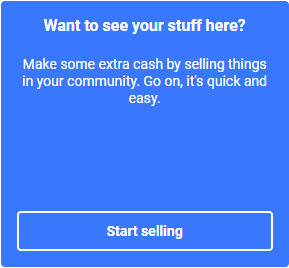 Want to see your stuff here?
Make some extra cash by selling things
in your community. Go on, it's quick and
easy.
Start selling